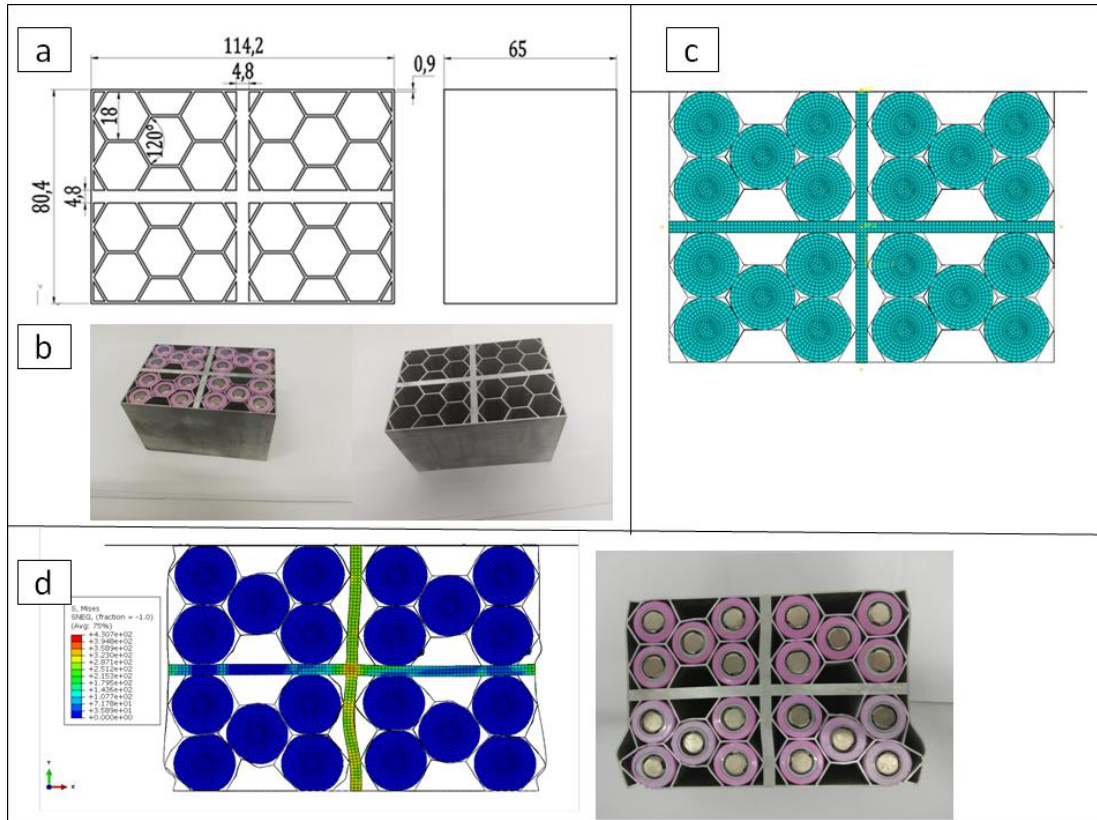 a
114,2
4,8
0,9
65
18
120°
80,4
4,8
c
b
d
S, Mises
SNEG, (fraction = -1.0)
(Avg: 75%)
+4.307e+02
+3.948e+02
+3.589e+02
+3.230e+02
+2.871e+02
+2.512e+02
+2.153e+02
+1.795e+02
+1.436e+02
+1.077e+02
+7.178e+01
+3.589e+01
+0.000e+00
Y
X